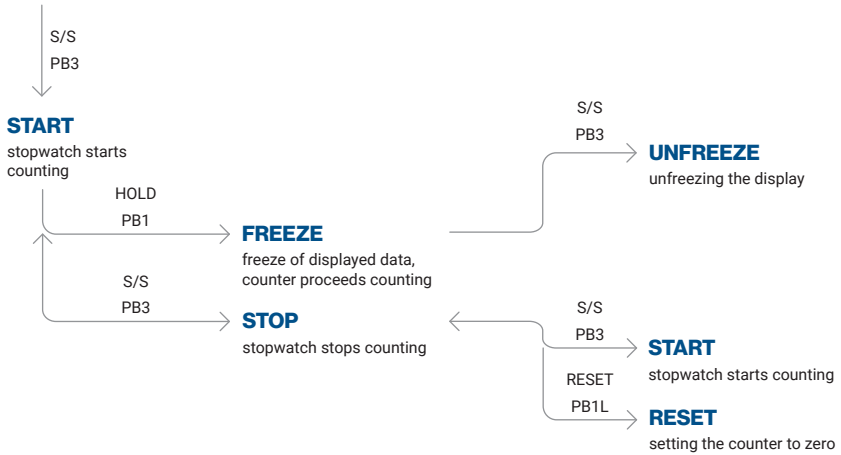 S/S
PB3
START
stopwatch starts
counting
HOLD
PB1
FREEZE
freeze of displayed data,
counter proceeds counting
S/S
PB3
UNFREEZE
unfreezing the display
S/S
PB3
STOP
stopwatch stops counting
S/S
PB3
START
stopwatch starts counting
RESET
PB1L
RESET
setting the counter to zero